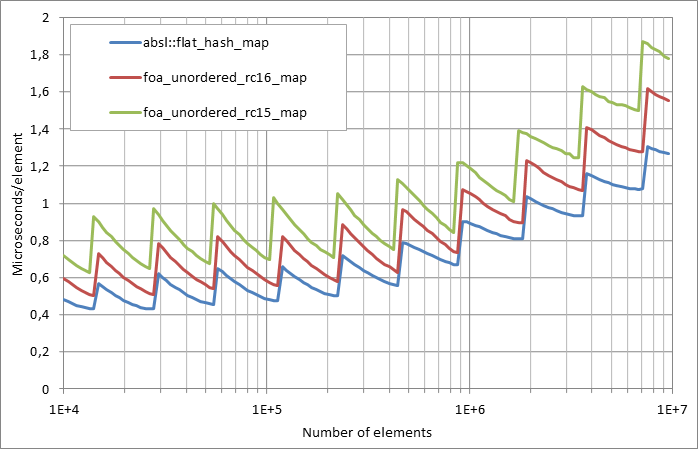 2
1,8
1,6
1,4
1,2
1
0,8
0,6
0,4
0,2
0
Microseconds/element
absl::flat_hash_map
foa_unordered_rc16_map
foa_unordered_rc15_map
1E+4
1E+5
1E+6
1E+7
Number of elements